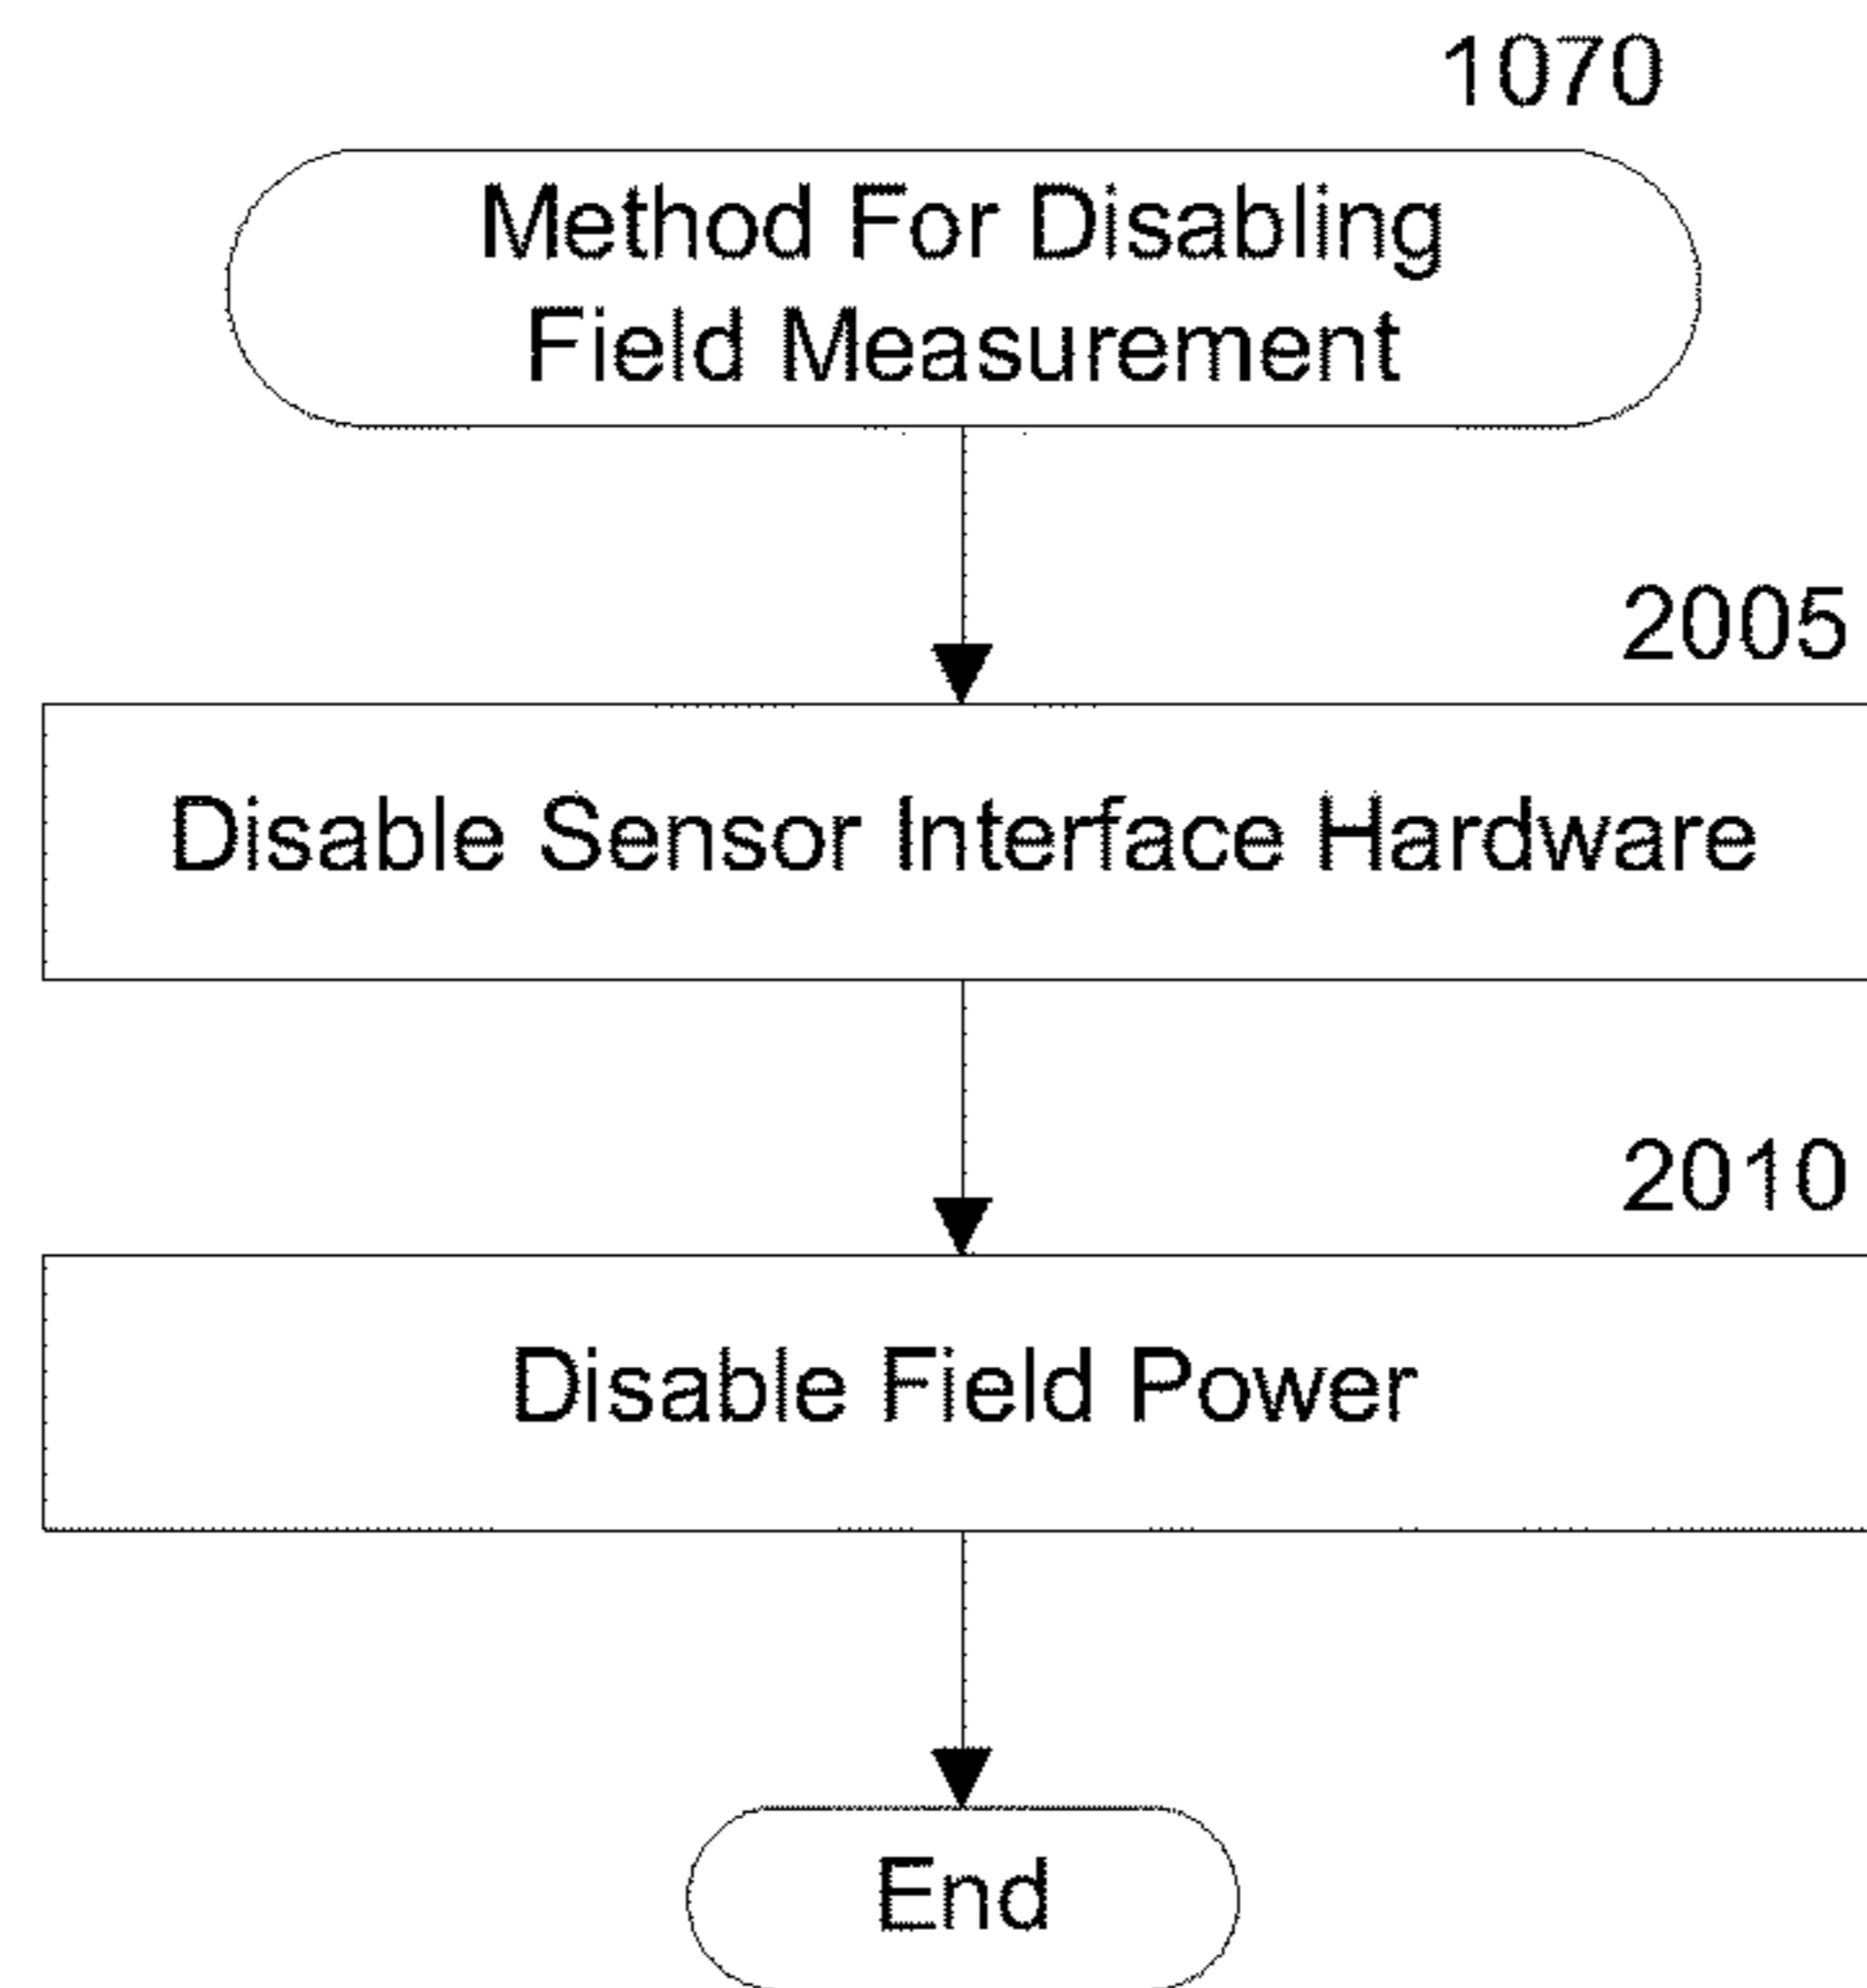 1070
Method For Disabling
Field Measurement
2005
Disable Sensor Interface Hardware
2010
Disable Field Power
End